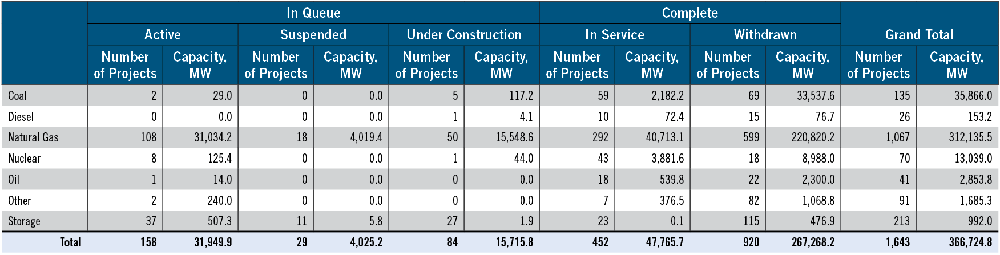 In Queue Complete
Active Suspended Under Construction In Service Withdrawn Grand Total
Number of Projects Capacity, MW Number of Projects Capacity, MW Number of Projects Capacity, MW Number of Projects Capacity, MW Number of Projects Capacity, MW Number of Projects Capacity, MW
Coal 2 29.0 0 0.0 5 117.2 59 2,182.2 69 33,537.6 135 35,866.0
Diesel 0 0.0 0 0.0 1 4.1 10 72.4 15 76.7 26 153.2
Natural Gas 108 31,034.2 18 4,019.4 50 15,548.6 292 40,713.1 599 220,820.2 1,067 312,135.5
Nuclear 8 125.4 0 0.0 1 44.0 43 3,881.6 18 8,988.0 70 13,039.0
Oil 1 14.0 0 0.0 0 0.0 18 539.8 22 2,300.0 41 2,853.8
Other 2 240.0 0 0.0 0 0.0 7 376.5 82 1,068.8 91 1,685.3
Storage 37 507.3 11 5.8 27 1.9 23 0.1 115 476.9 213 992.0
Total 158 31,949.9 29 4,025.2 84 15,715.8 452 47,765.7 920 267,268.2 1,643 366,724.8